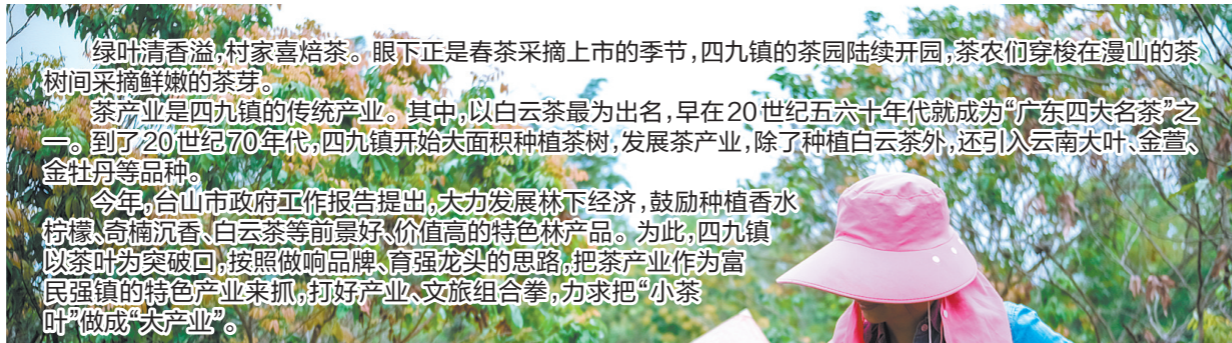 绿叶清香溢,村家喜焙茶。眼下正是春茶采摘上市的季节,四九镇的茶园陆续开园,茶农们穿梭在漫山的茶
树间采摘鲜嫩的茶芽。
茶产业是四九镇的传统产业。其中,以白云茶最为出名,早在20世纪五六十年代就成为“广东四大名茶”之
一。到了20世纪70年代,四九镇开始大面积种植茶树,发展茶产业,除了种植白云茶外,还引入云南大叶、金萱、
金牡丹等品种。
今年,台山市政府工作报告提出,大力发展林下经济,鼓励种植香水
柠檬、奇楠沉香、白云茶等前景好、价值高的特色林产品。为此,四九镇
以茶叶为突破口,按照做响品牌、育强龙头的思路,把茶产业作为富
民强镇的特色产业来抓,打好产业、文旅组合拳,力求把“小茶
叶”做成“大产业”。